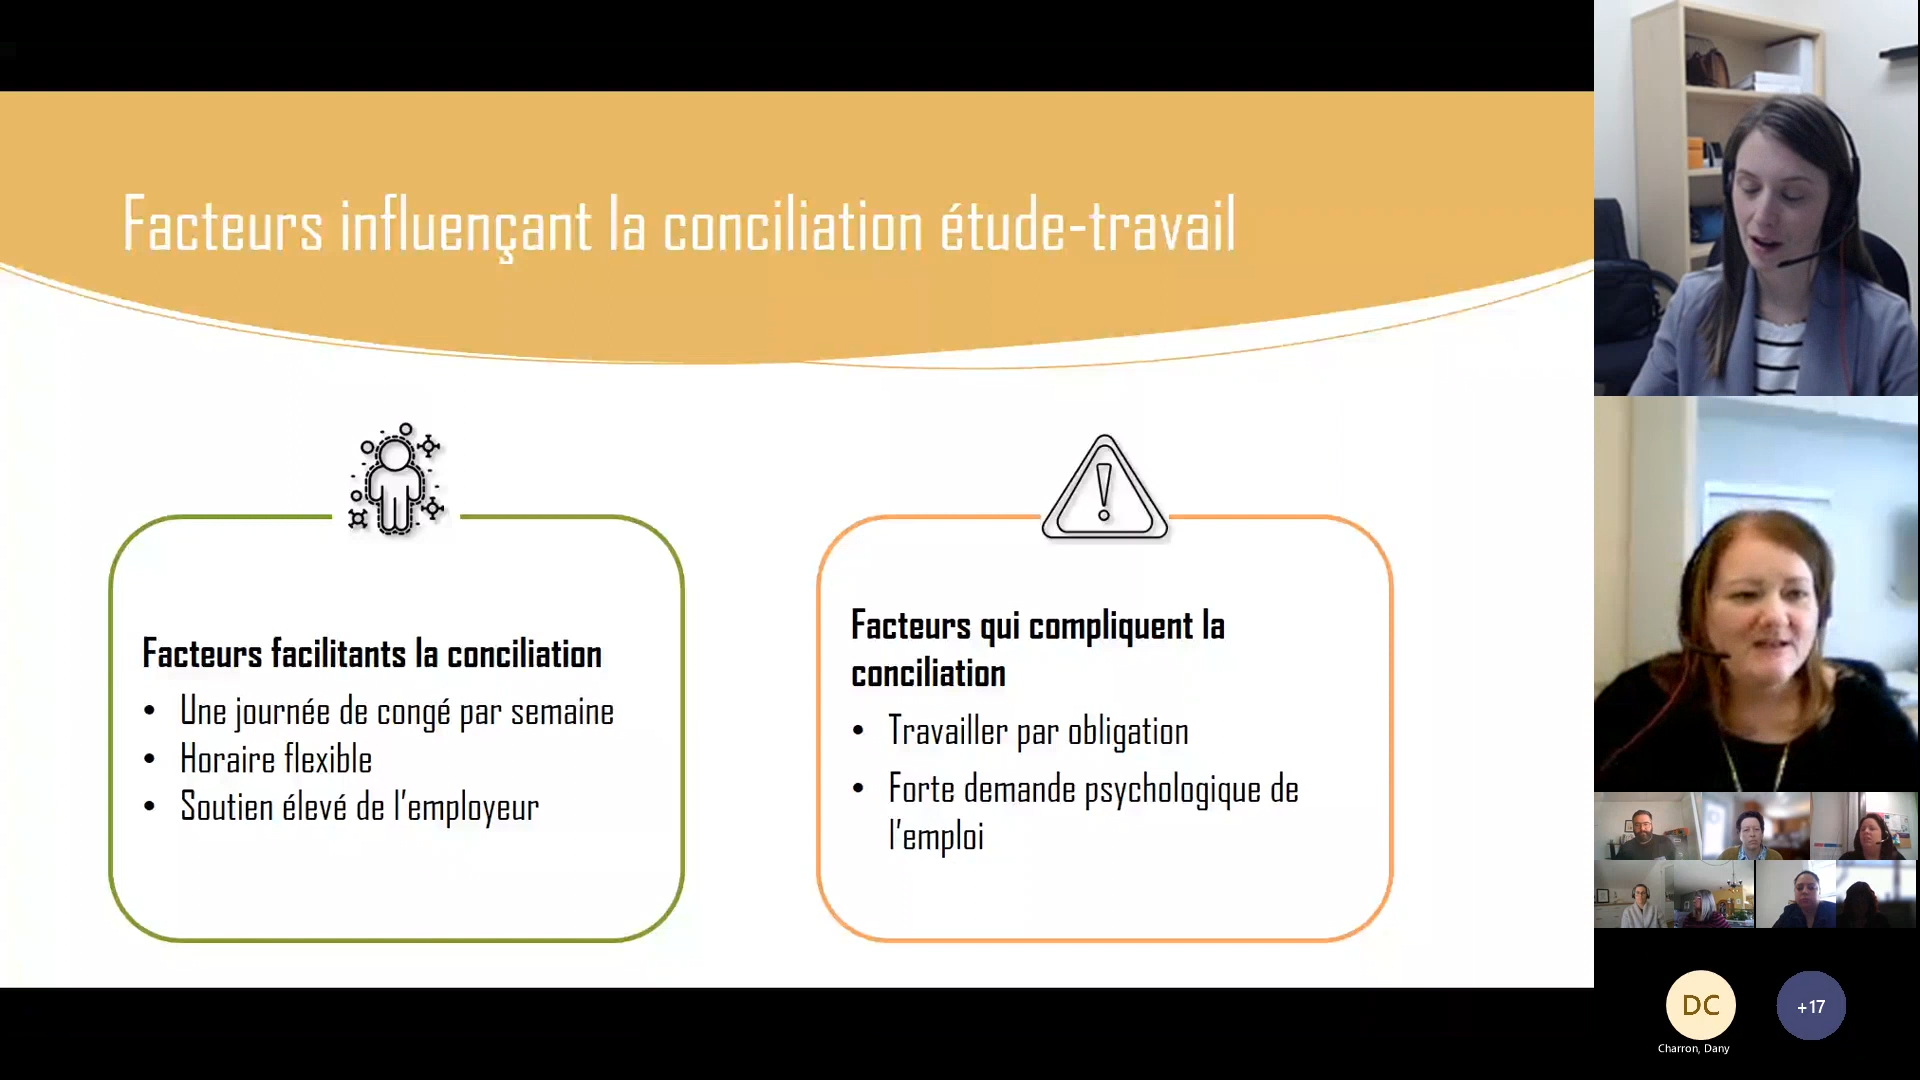 Facteurs influençant la conciliation étude-travail
Facteurs facilitants la conciliation
• Une journée de congé par semaine
• Horaire flexible
• Soutien élevé de l’employeur
Facteurs qui compliquent la
conciliation
• Travailler par obligation
• Forte demande psychologique de
l’emploi
DC
+17
Charron, Dany